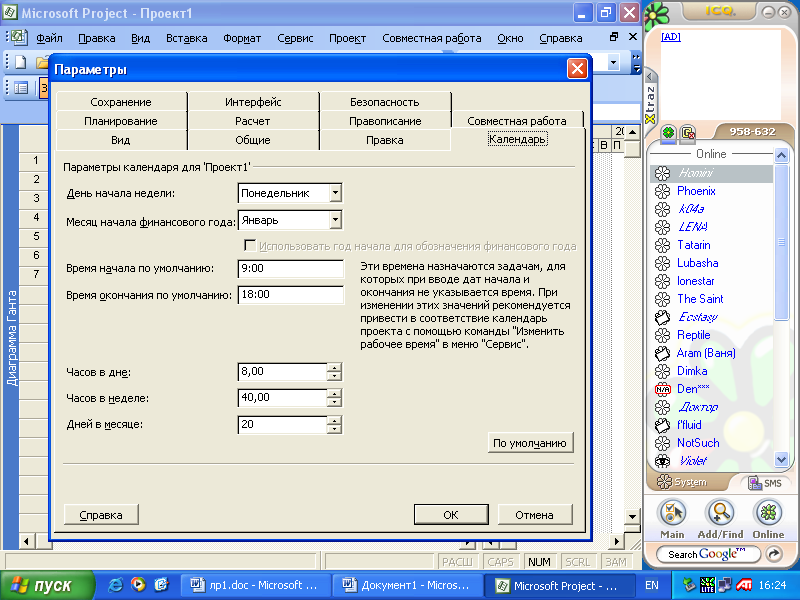 Microsoft Project - Проект1
Файл Правка Вид Вставка Формат Сервис Проект Совместная работа Окно Справка
Параметры
Сохранение Интерфейс Безопасность
Планирование Расчет Правописание Совместная работа
Вид Общие Правка Календарь
Параметры календаря для 'Проект1'
День начала недели: Понедельник
Месяц начала финансового года: Январь
Использовать год начала для обозначения финансового года
Время начала по умолчанию: 9:00
Время окончания по умолчанию: 18:00
Эти времена назначаются задачам, для
которых при вводе дат начала и
окончания не указывается время. При
изменении этих значений рекомендуется
привести в соответствие календарь
проекта с помощью команды "Изменить
рабочее время" в меню "Сервис".
Часов в дне: 8,00
Часов в неделе: 40,00
Дней в месяце: 20
По умолчанию
Справка ОК Отмена
1
2
3
4
5
6
7
Диаграмма Ганта
20
В П
РАСШ CAPS NUM SCRL ЗАМ
ICQ
[AD]
xtraz
958-632
Online
Homini
Phoenix
k04a
LENA
Tatarin
Lubasha
lonestar
The Saint
Ecstasy
Reptile
Aram (Ваня)
Dimka
N/A Den***
Доктор
f'fluid
NotSuch
Violet
System SMS
Main Add/Find Online
Search Google™
пуск
лр1.doc - Microsoft ...
Документ1 - Micros...
Microsoft Project - ...
EN
LITE
16:24